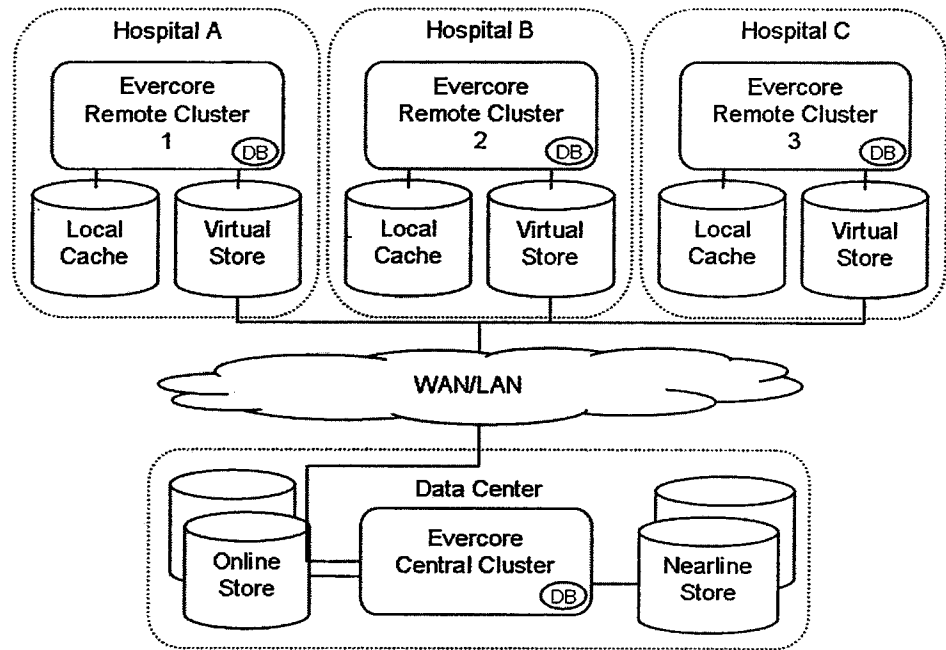 Hospital A
Evercore
Remote Cluster
1
DB
Local
Cache
Virtual
Store
Hospital B
Evercore
Remote Cluster
2
DB
Local
Cache
Virtual
Store
Hospital C
Evercore
Remote Cluster
3
DB
Local
Cache
Virtual
Store
WAN/LAN
Data Center
Online
Store
Evercore
Central Cluster
DB
Nearline
Store